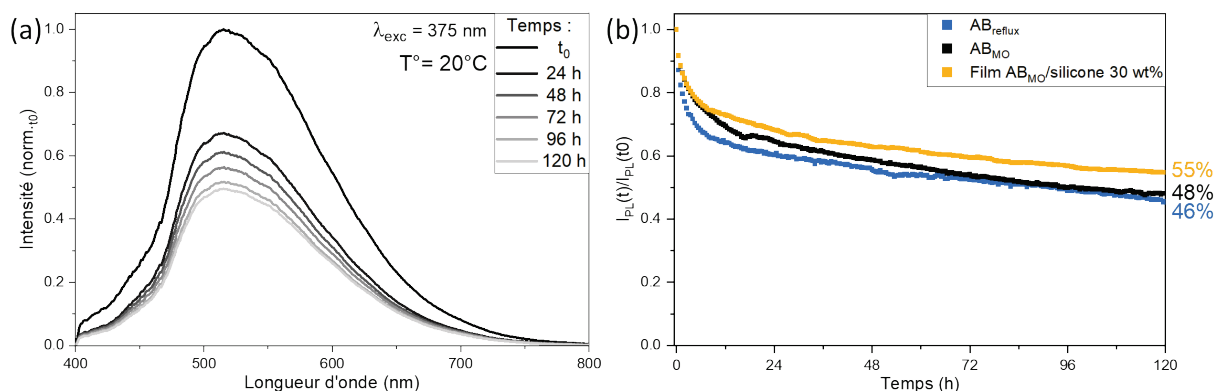 (a)
λexc = 375 nm
T°= 20°C
Temps :
t0
24 h
48 h
72 h
96 h
120 h
Intensité (norm.t0)
1.0
0.8
0.6
0.4
0.2
0.0
400
500
600
700
800
Longueur d'onde (nm)
(b)
ABreflux
ABMO
Film ABMO/silicone 30 wt%
IPL(t)/IPL(t0)
1.0
0.8
0.6
0.4
0.2
0.0
55%
48%
46%
0
24
48
72
96
120
Temps (h)